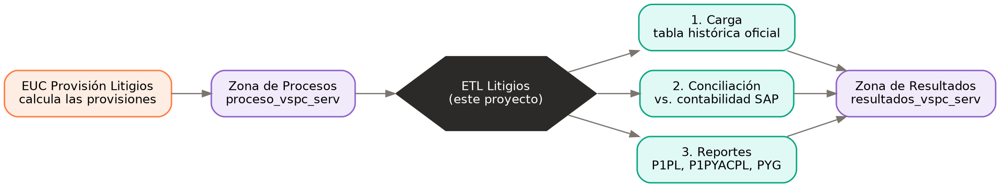 EUC Provisión Litigios
calcula las provisiones
Zona de Procesos
proceso_vspc_serv
ETL Litigios
(este proyecto)
1. Carga
tabla histórica oficial
2. Conciliación
vs. contabilidad SAP
3. Reportes
P1PL, P1PYACPL, PYG
Zona de Resultados
resultados_vspc_serv